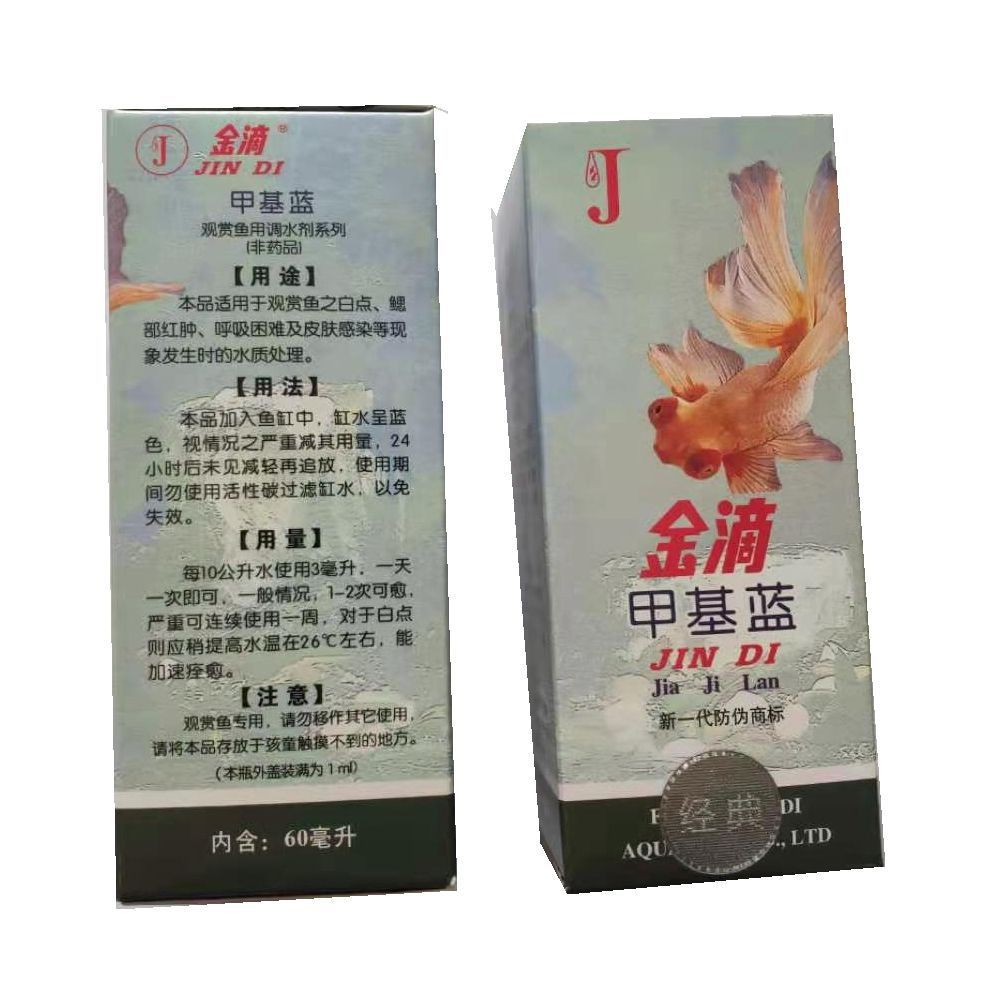 J
金滴®
JIN DI
甲基蓝
观赏鱼用调水剂系列
(非药品)
【用途】
本品适用于观赏鱼之白点、鳃
部红肿、呼吸困难及皮肤感染等现
象发生时的水质处理。
【用法】
本品加入鱼缸中，缸水呈蓝
色，视情况之严重减其用量，24
小时后未见减轻再追放，使用期
间勿使用活性碳过滤缸水，以免
失效。
【用量】
每10公升水使用3毫升，一天
一次即可，一般情况，1-2次可愈，
严重可连续使用一周，对于白点
则应稍提高水温在26℃左右，能
加速痊愈。
【注意】
观赏鱼专用，请勿移作其它使用，
请将本品存放于孩童触摸不到的地方。
(本瓶外盖装满为1ml)
内含：60毫升
J
金滴
甲基蓝
JIN DI
Jia Ji Lan
新一代防伪商标
经典
DI
., LTD